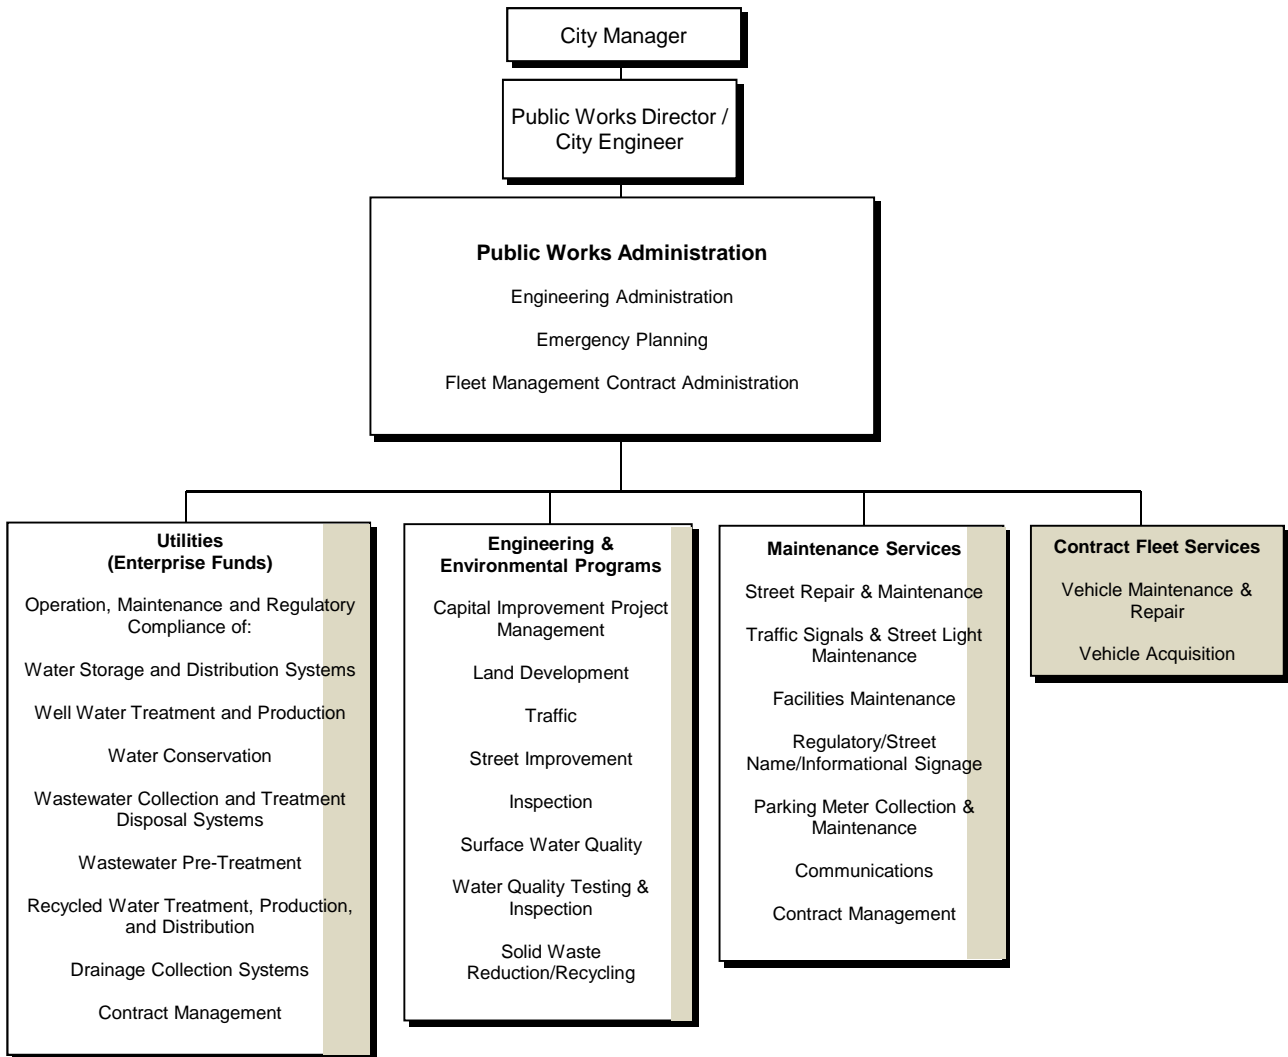 City Manager
Public Works Director /
City Engineer
Public Works Administration
Engineering Administration
Emergency Planning
Fleet Management Contract Administration
Utilities
(Enterprise Funds)
Operation, Maintenance and Regulatory
Compliance of:
Water Storage and Distribution Systems
Well Water Treatment and Production
Water Conservation
Wastewater Collection and Treatment
Disposal Systems
Wastewater Pre-Treatment
Recycled Water Treatment, Production,
and Distribution
Drainage Collection Systems
Contract Management
Engineering &
Environmental Programs
Capital Improvement Project
Management
Land Development
Traffic
Street Improvement
Inspection
Surface Water Quality
Water Quality Testing &
Inspection
Solid Waste
Reduction/Recycling
Maintenance Services
Street Repair & Maintenance
Traffic Signals & Street Light
Maintenance
Facilities Maintenance
Regulatory/Street
Name/Informational Signage
Parking Meter Collection &
Maintenance
Communications
Contract Management
Contract Fleet Services
Vehicle Maintenance &
Repair
Vehicle Acquisition